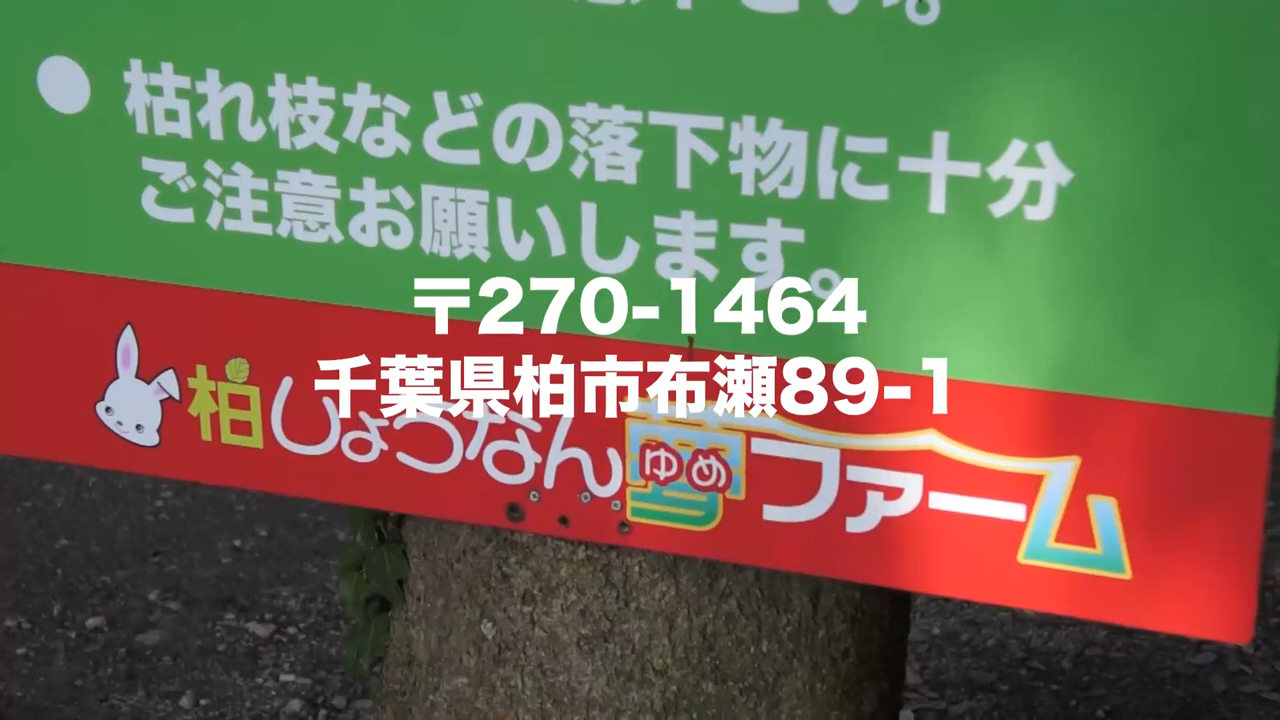 ● 枯れ枝などの落下物に十分
ご注意お願いします。
〒270-1464
千葉県柏市布瀬89-1
柏しょうなんゆめファーム